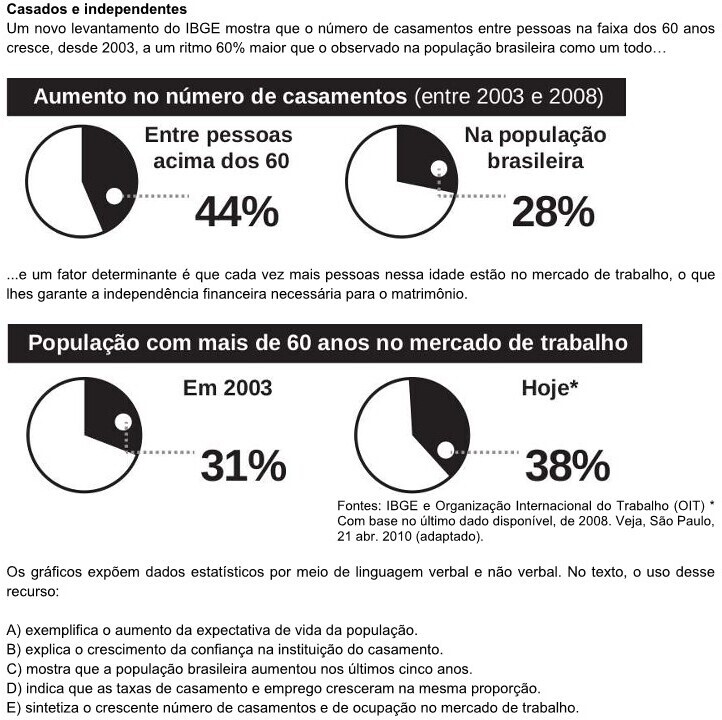 Casados e independentes
Um novo levantamento do IBGE mostra que o número de casamentos entre pessoas na faixa dos 60 anos
cresce, desde 2003, a um ritmo 60% maior que o observado na população brasileira como um todo…
Aumento no número de casamentos (entre 2003 e 2008)
Entre pessoas
acima dos 60
44%
Na população
brasileira
28%
...e um fator determinante é que cada vez mais pessoas nessa idade estão no mercado de trabalho, o que
lhes garante a independência financeira necessária para o matrimônio.
População com mais de 60 anos no mercado de trabalho
Em 2003
31%
Hoje*
38%
Fontes: IBGE e Organização Internacional do Trabalho (OIT) *
Com base no último dado disponível, de 2008. Veja, São Paulo,
21 abr. 2010 (adaptado).
Os gráficos expõem dados estatísticos por meio de linguagem verbal e não verbal. No texto, o uso desse
recurso:
A) exemplifica o aumento da expectativa de vida da população.
B) explica o crescimento da confiança na instituição do casamento.
C) mostra que a população brasileira aumentou nos últimos cinco anos.
D) indica que as taxas de casamento e emprego cresceram na mesma proporção.
E) sintetiza o crescente número de casamentos e de ocupação no mercado de trabalho.